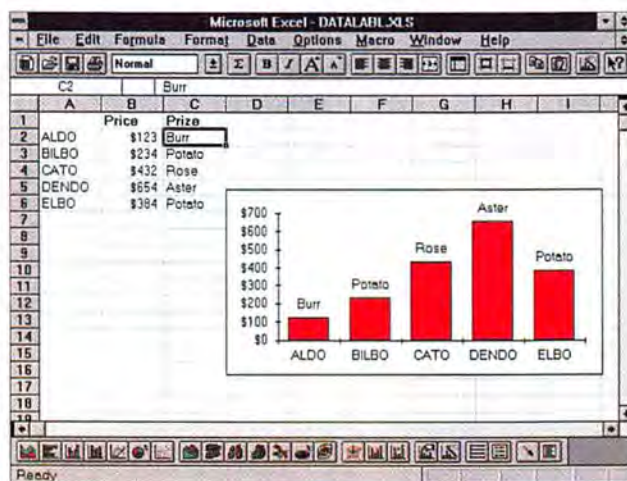 Microsoft Excel - DATALABL.XLS
File Edit Formula Format Data Options Macro Window Help
Normal Σ B I A A
C2 Burr
A B C D E F G H I
1 Price Prize
2 ALDO $123 Burr
3 BILBO $234 Potato
4 CATO $432 Rose
5 DENDO $654 Aster
6 ELBO $384 Potato
7
8
9
10
11
12
13
14
15
16
17
18
19
$700
$600
$500
$400
$300
$200
$100
$0
Burr
Potato
Rose
Aster
Potato
ALDO BILBO CATO DENDO ELBO
Ready